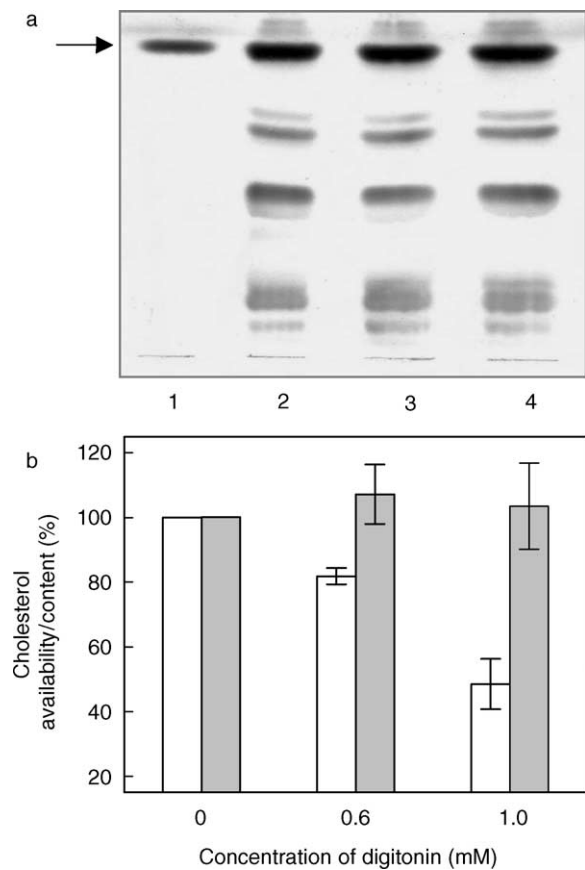 a
1 2 3 4
b
Cholesterol
availability/content (%)
120
100
80
60
40
20
0 0.6 1.0
Concentration of digitonin (mM)